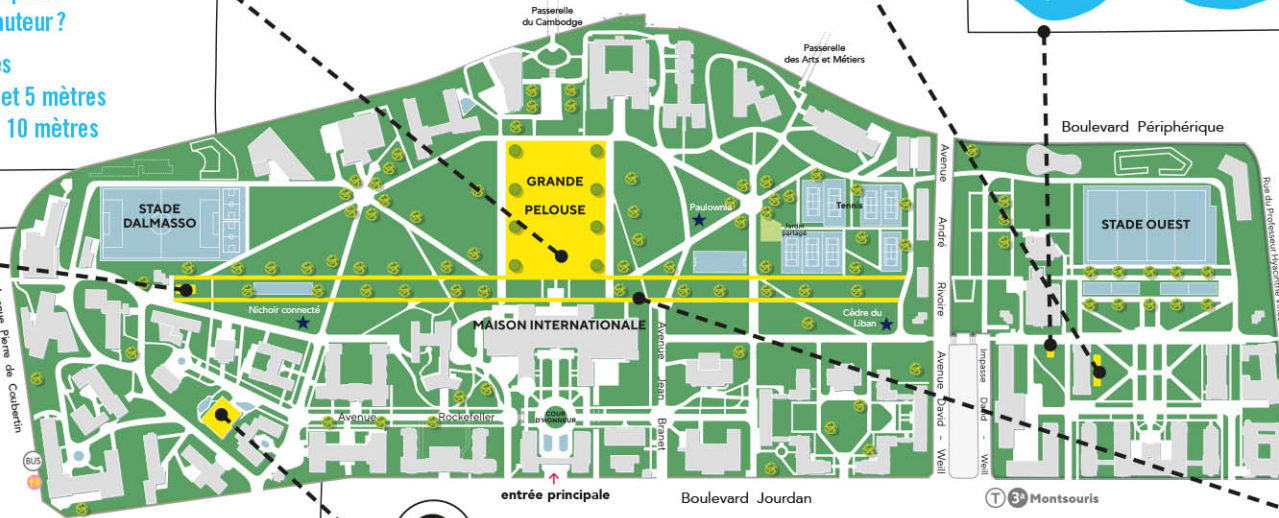 auteur ?
et 5 mètres
10 mètres
Passerelle
du Cambodge
Passerelle
des Arts et Métiers
Boulevard Périphérique
STADE
DALMASSO
GRANDE
PELOUSE
Paulownia
Tennis
Jardin
partagé
STADE OUEST
Avenue André Rivoire
Rue du Professeur Hyacinthe
Nichoir connecté
MAISON INTERNATIONALE
Cèdre du
Liban
Avenue Pierre de Coubertin
Avenue Rockefeller
COUR
D'HONNEUR
Avenue Jean Branet
Avenue David - Weill
Impasse David - Weill
BUS
entrée principale
Boulevard Jourdan
T 3a Montsouris